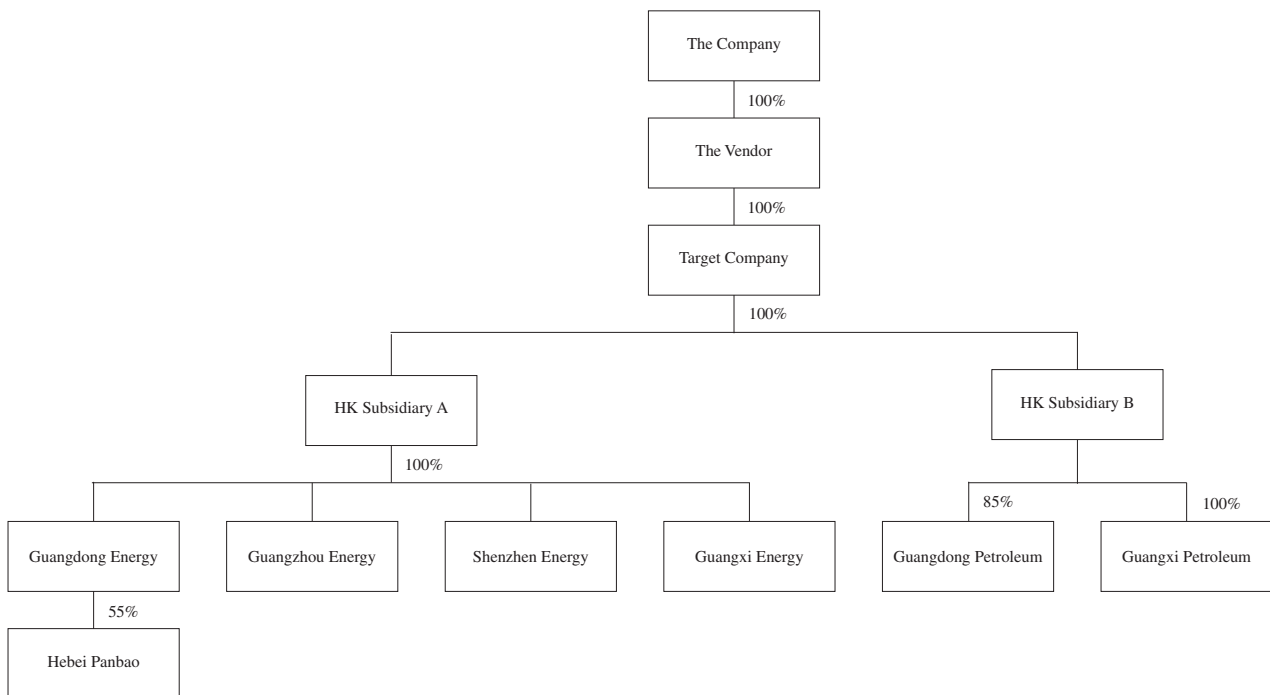 The Company
100%
The Vendor
100%
Target Company
100%
HK Subsidiary A
HK Subsidiary B
100%
85%
100%
Guangdong Energy
Guangzhou Energy
Shenzhen Energy
Guangxi Energy
Guangdong Petroleum
Guangxi Petroleum
55%
Hebei Panbao